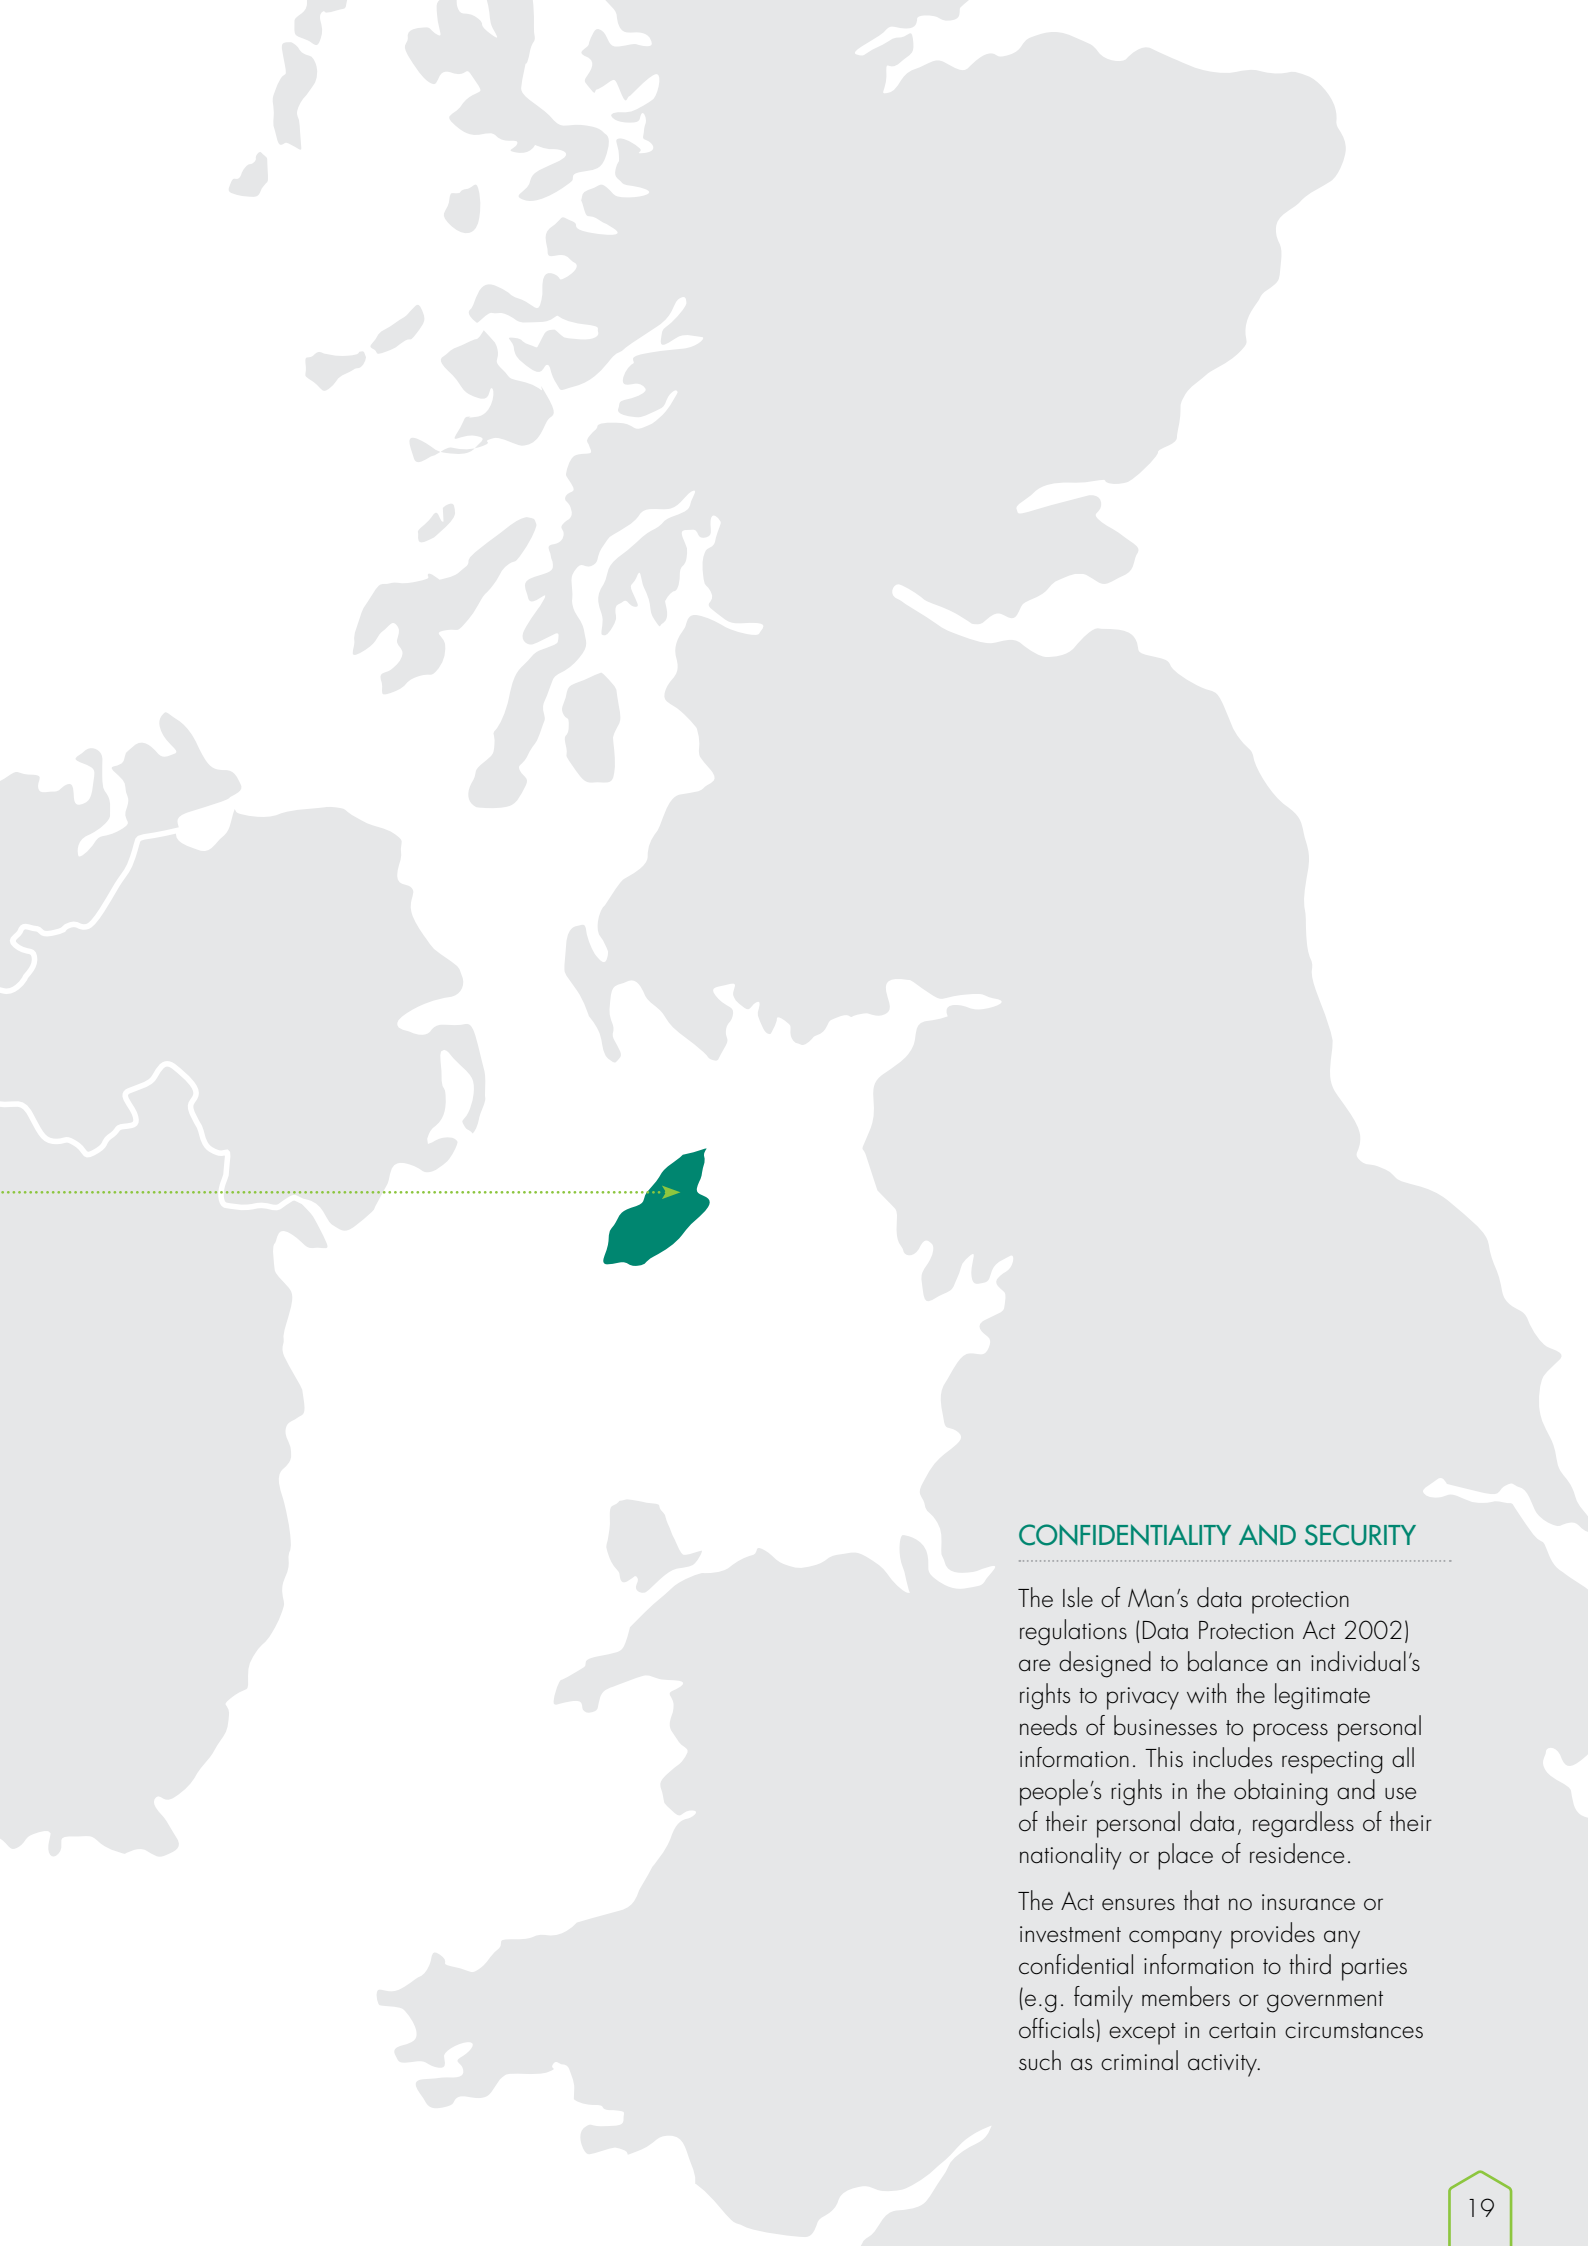 CONFIDENTIALITY AND SECURITY
The Isle of Man’s data protection
regulations (Data Protection Act 2002)
are designed to balance an individual’s
rights to privacy with the legitimate
needs of businesses to process personal
information. This includes respecting all
people’s rights in the obtaining and use
of their personal data, regardless of their
nationality or place of residence.
The Act ensures that no insurance or
investment company provides any
confidential information to third parties
(e.g. family members or government
officials) except in certain circumstances
such as criminal activity.
19